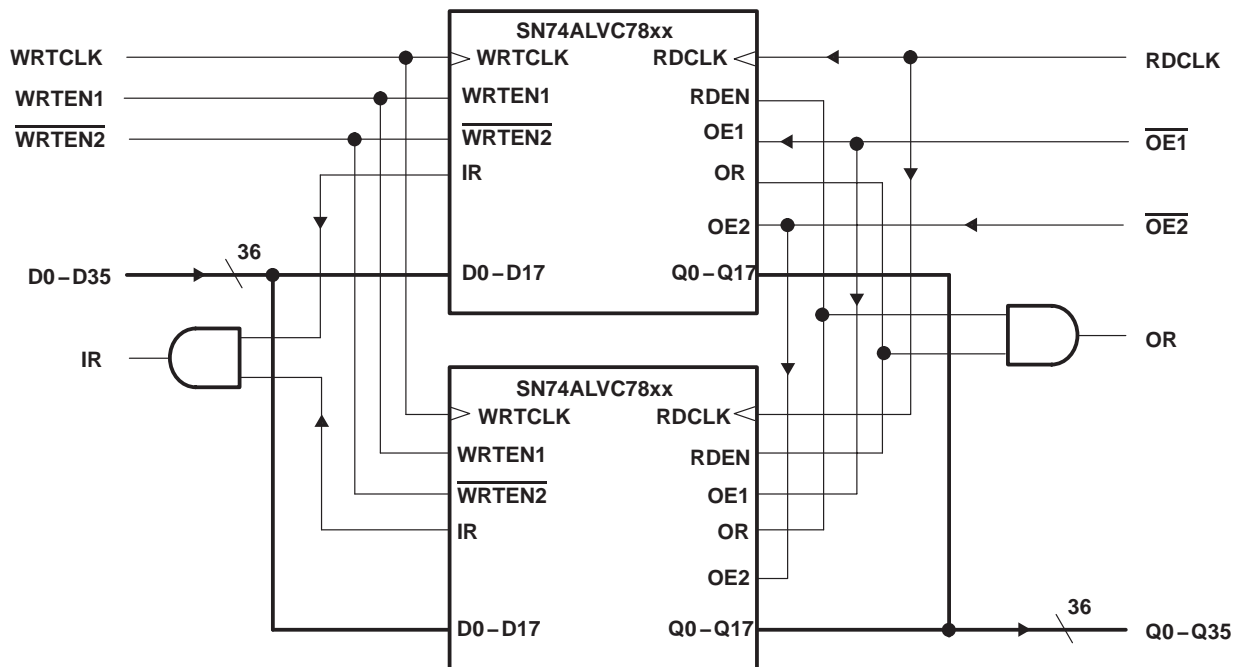 SN74ALVC78xx
WRTCLK
WRTCLK
RDCLK
RDCLK
WRTEN1
WRTEN1
RDEN
WRTEN2
WRTEN2
OE1
OE1
IR
OR
OE2
OE2
36
D0–D35
D0–D17
Q0–Q17
IR
OR
SN74ALVC78xx
WRTCLK
RDCLK
WRTEN1
RDEN
WRTEN2
OE1
IR
OR
OE2
36
D0–D17
Q0–Q17
Q0–Q35